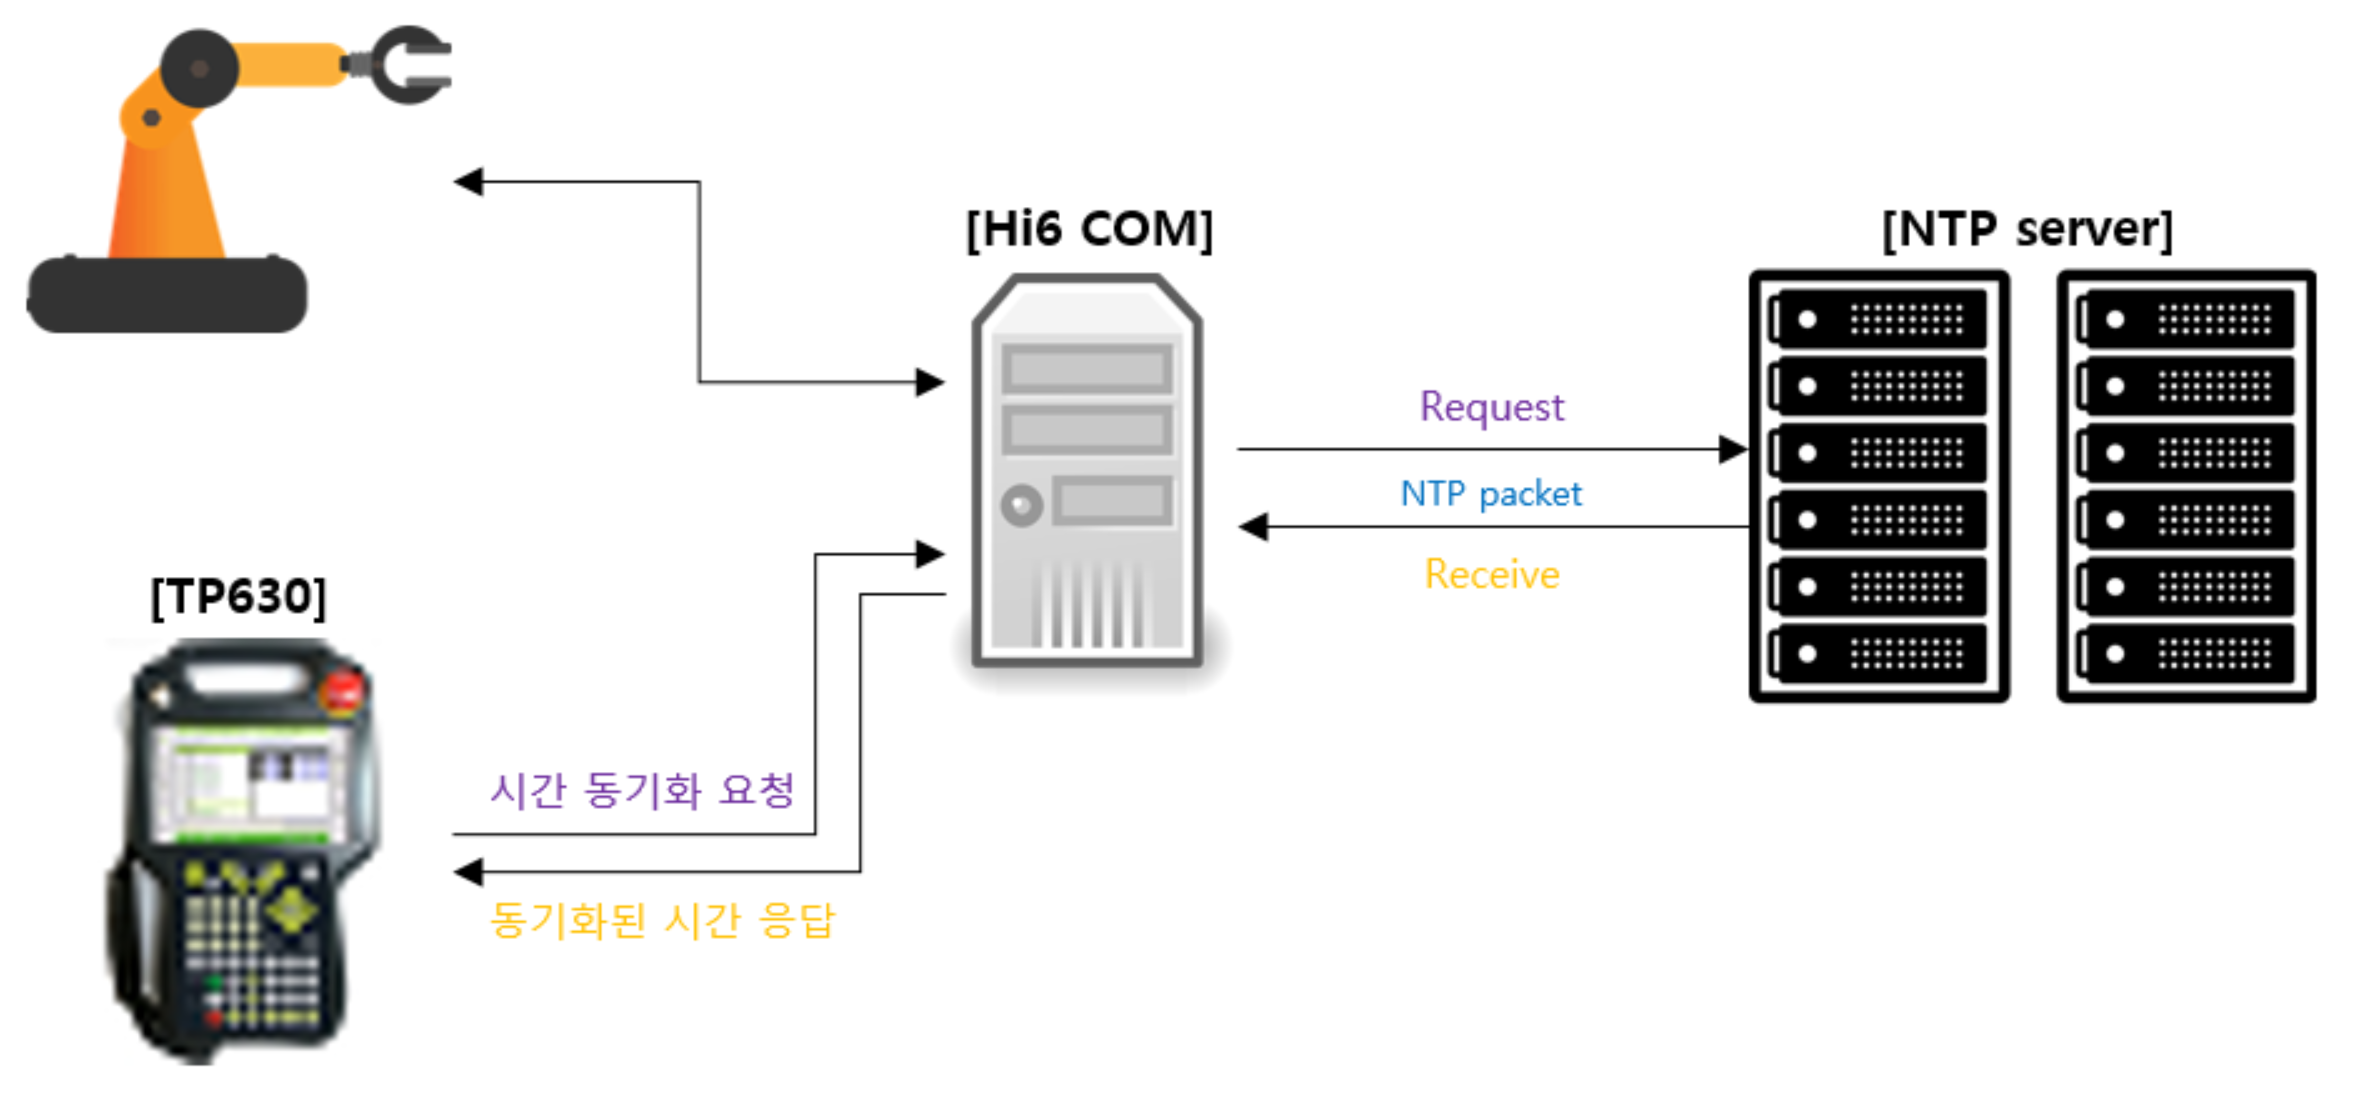 [Hi6 COM]
[NTP server]
Request
NTP packet
Receive
[TP630]
시간 동기화 요청
동기화된 시간 응답